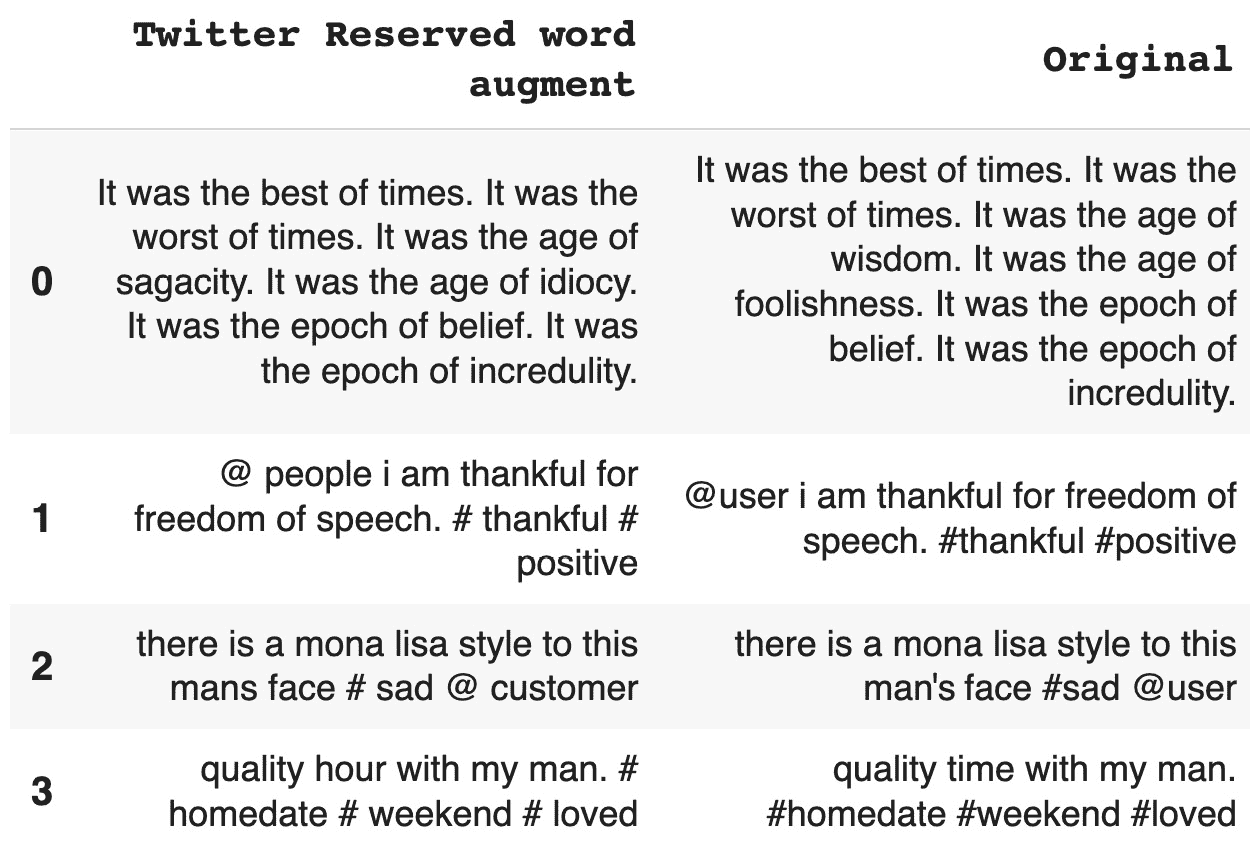 Twitter Reserved word
augment
Original
0
It was the best of times. It was the
worst of times. It was the age of
sagacity. It was the age of idiocy.
It was the epoch of belief. It was
the epoch of incredulity.
It was the best of times. It was the
worst of times. It was the age of
wisdom. It was the age of
foolishness. It was the epoch of
belief. It was the epoch of
incredulity.
1
@ people i am thankful for
freedom of speech. # thankful #
positive
@user i am thankful for freedom of
speech. #thankful #positive
2
there is a mona lisa style to this
mans face # sad @ customer
there is a mona lisa style to this
man's face #sad @user
3
quality hour with my man. #
homedate # weekend # loved
quality time with my man.
#homedate #weekend #loved